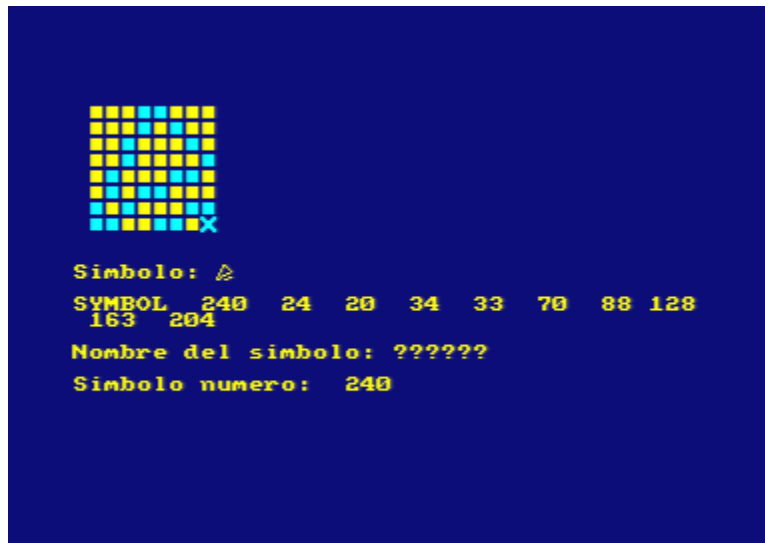 Simbolo:
SYMBOL 240 24 20 34 33 70 88 128
163 204
Nombre del simbolo: ??????
Simbolo numero: 240